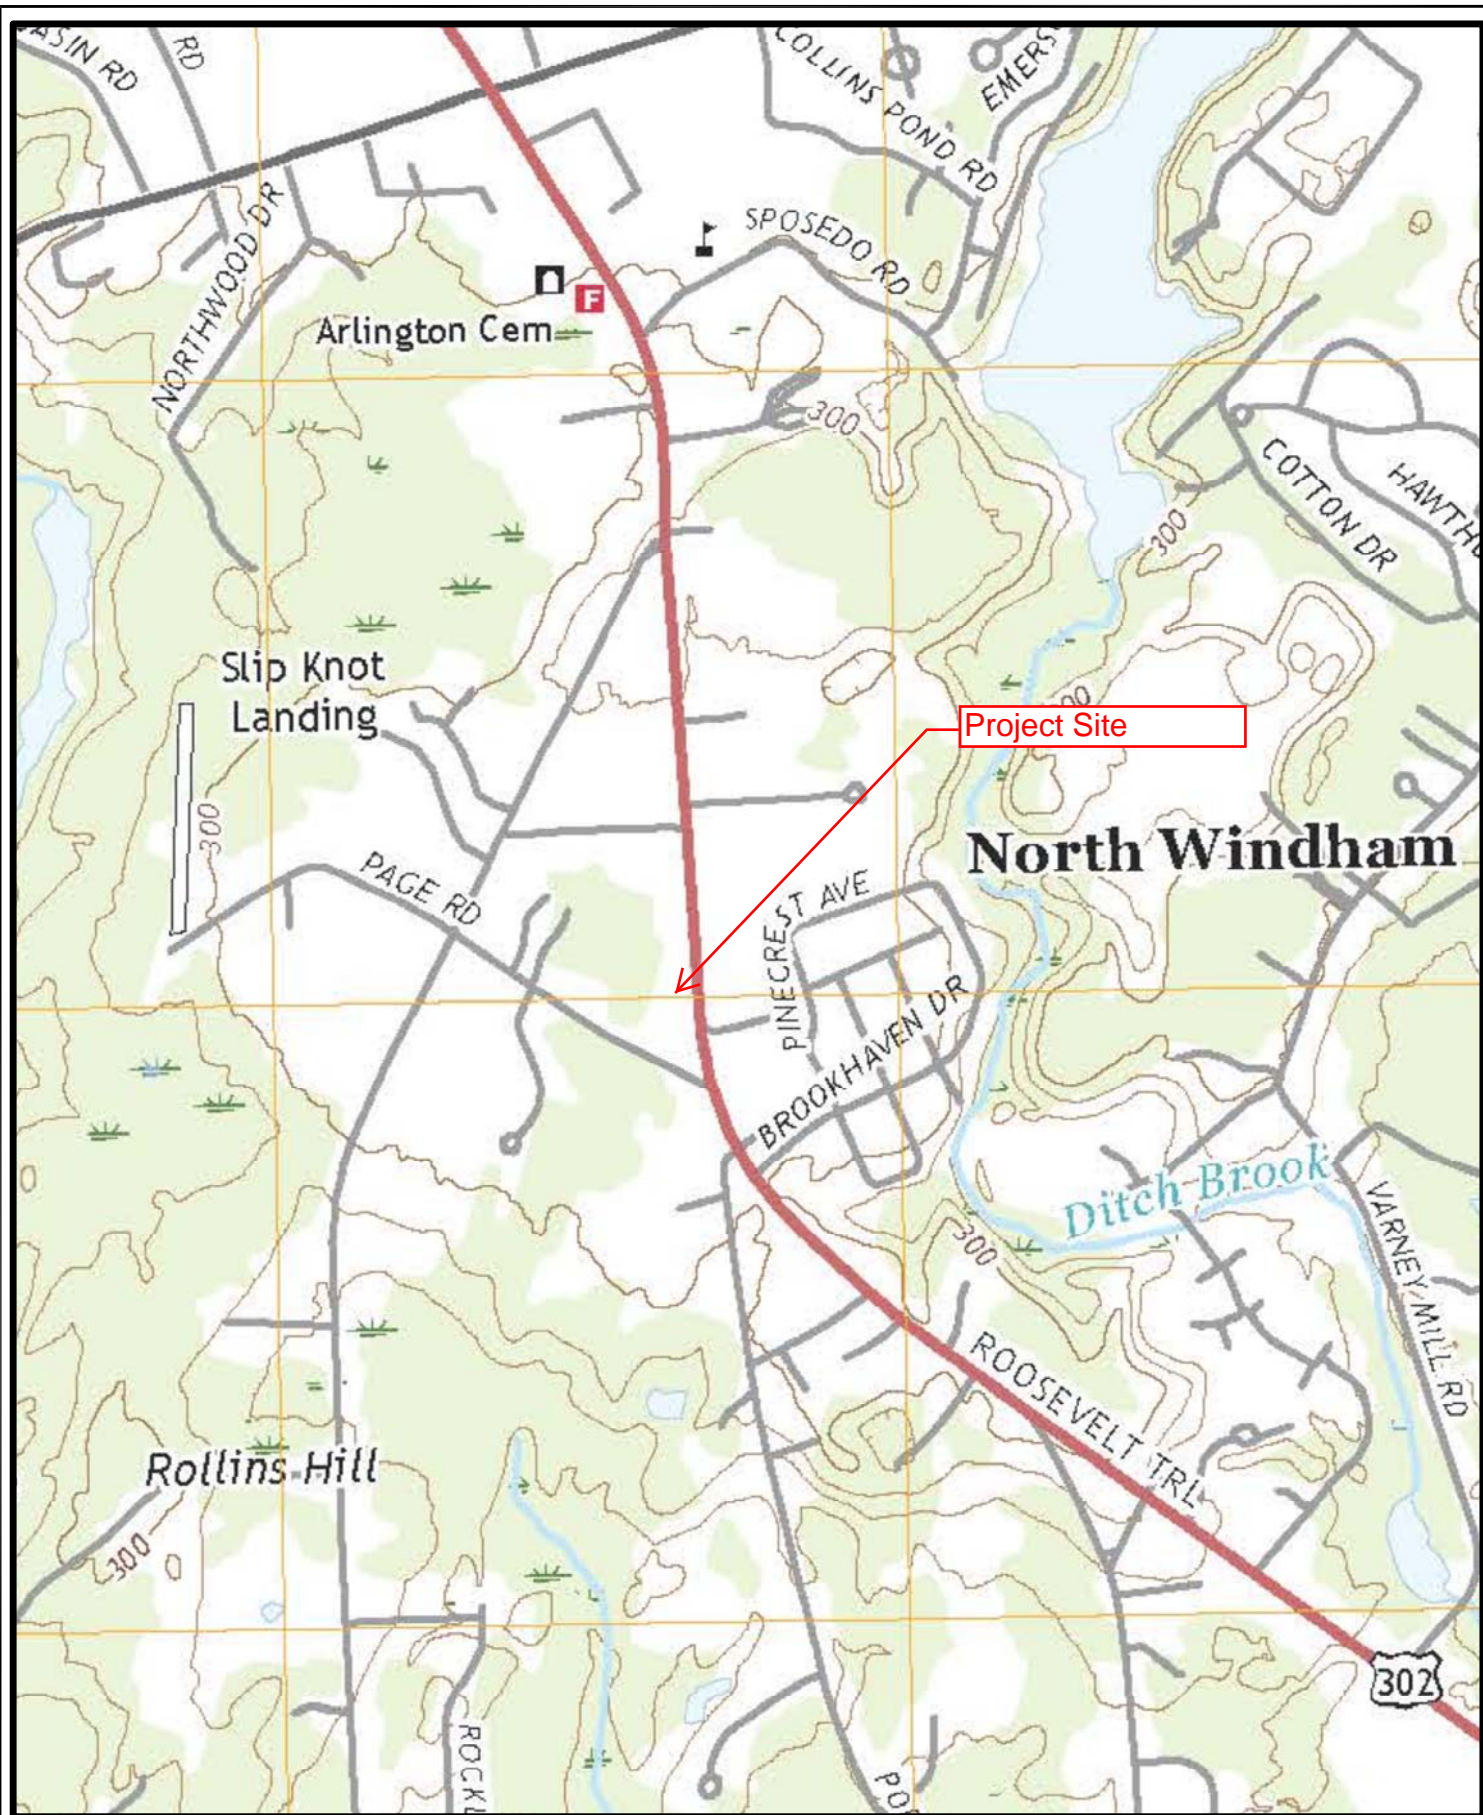 RD
COLLINS POND RD
NORTHWOOD DR
SPOSEDO RD
F
Arlington Cem
300
COTTON DR
300
Slip Knot
Landing
Project Site
300
North Windham
PAGE RD
PINECREST AVE
BROOKHAVEN DR
Ditch Brook
300
VARNEY MILL RD
ROOSEVELT TRL
Rollins Hill
300
302